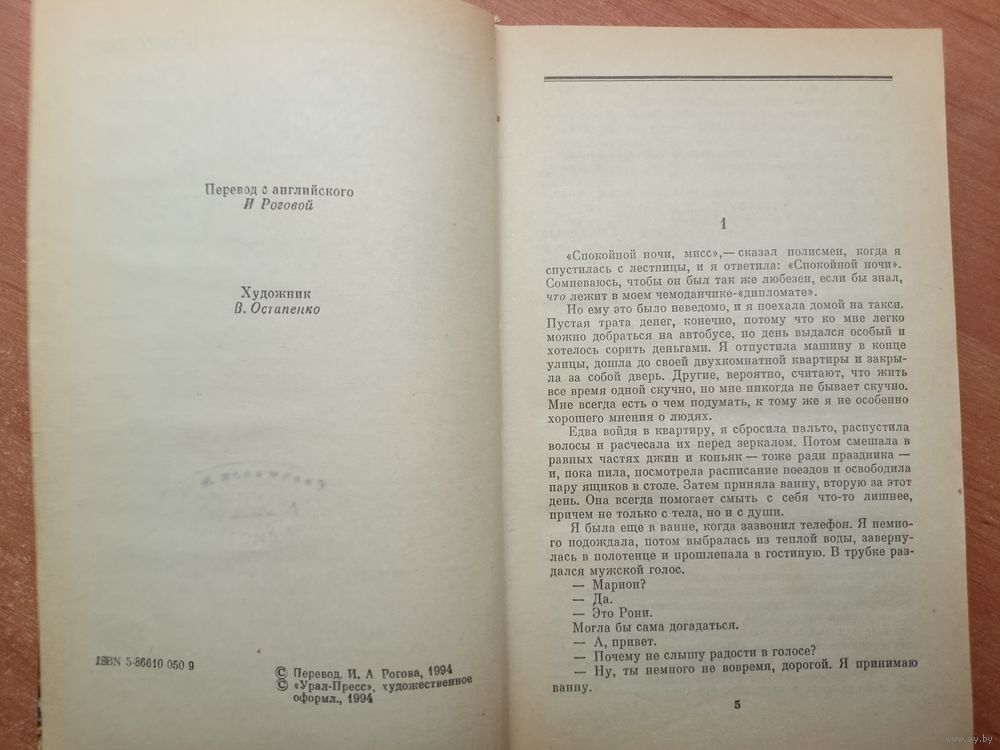 Перевод с английского
И Роговой
Художник
В. Остапенко
ISBN 5-86610 050 9
© Перевод. И. А Рогова, 1994
© «Урал-Пресс», художественное
оформл., 1994
1
«Спокойной ночи, мисс»,— сказал полисмен, когда я
спустилась с лестницы, и я ответила: «Спокойной ночи».
Сомневаюсь, чтобы он был так же любезен, если бы знал,
что лежит в моем чемоданчике-«дипломате».
Но ему это было неведомо, и я поехала домой на такси.
Пустая трата денег, конечно, потому что ко мне легко
можно добраться на автобусе, но день выдался особый и
хотелось сорить деньгами. Я отпустила машину в конце
улицы, дошла до своей двухкомнатной квартиры и закры-
ла за собой дверь. Другие, вероятно, считают, что жить
все время одной скучно, но мне никогда не бывает скучно.
Мне всегда есть о чем подумать, к тому же я не особенно
хорошего мнения о людях.
Едва войдя в квартиру, я сбросила пальто, распустила
волосы и расчесала их перед зеркалом. Потом смешала в
равных частях джин и коньяк — тоже ради праздника —
и, пока пила, посмотрела расписание поездов и освободила
пару ящиков в столе. Затем приняла ванну, вторую за этот
день. Она всегда помогает смыть с себя что-то лишнее,
причем не только с тела, но и с души.
Я была еще в ванне, когда зазвонил телефон. Я немно-
го подождала, потом выбралась из теплой воды, заверну-
лась в полотенце и прошлепала в гостиную. В трубке раз-
дался мужской голос.
— Марион?
— Да.
— Это Рони.
Могла бы сама догадаться.
— А, привет.
— Почему не слышу радости в голосе?
— Ну, ты немного не вовремя, дорогой. Я принимаю
ванну.
5
www.ay.by